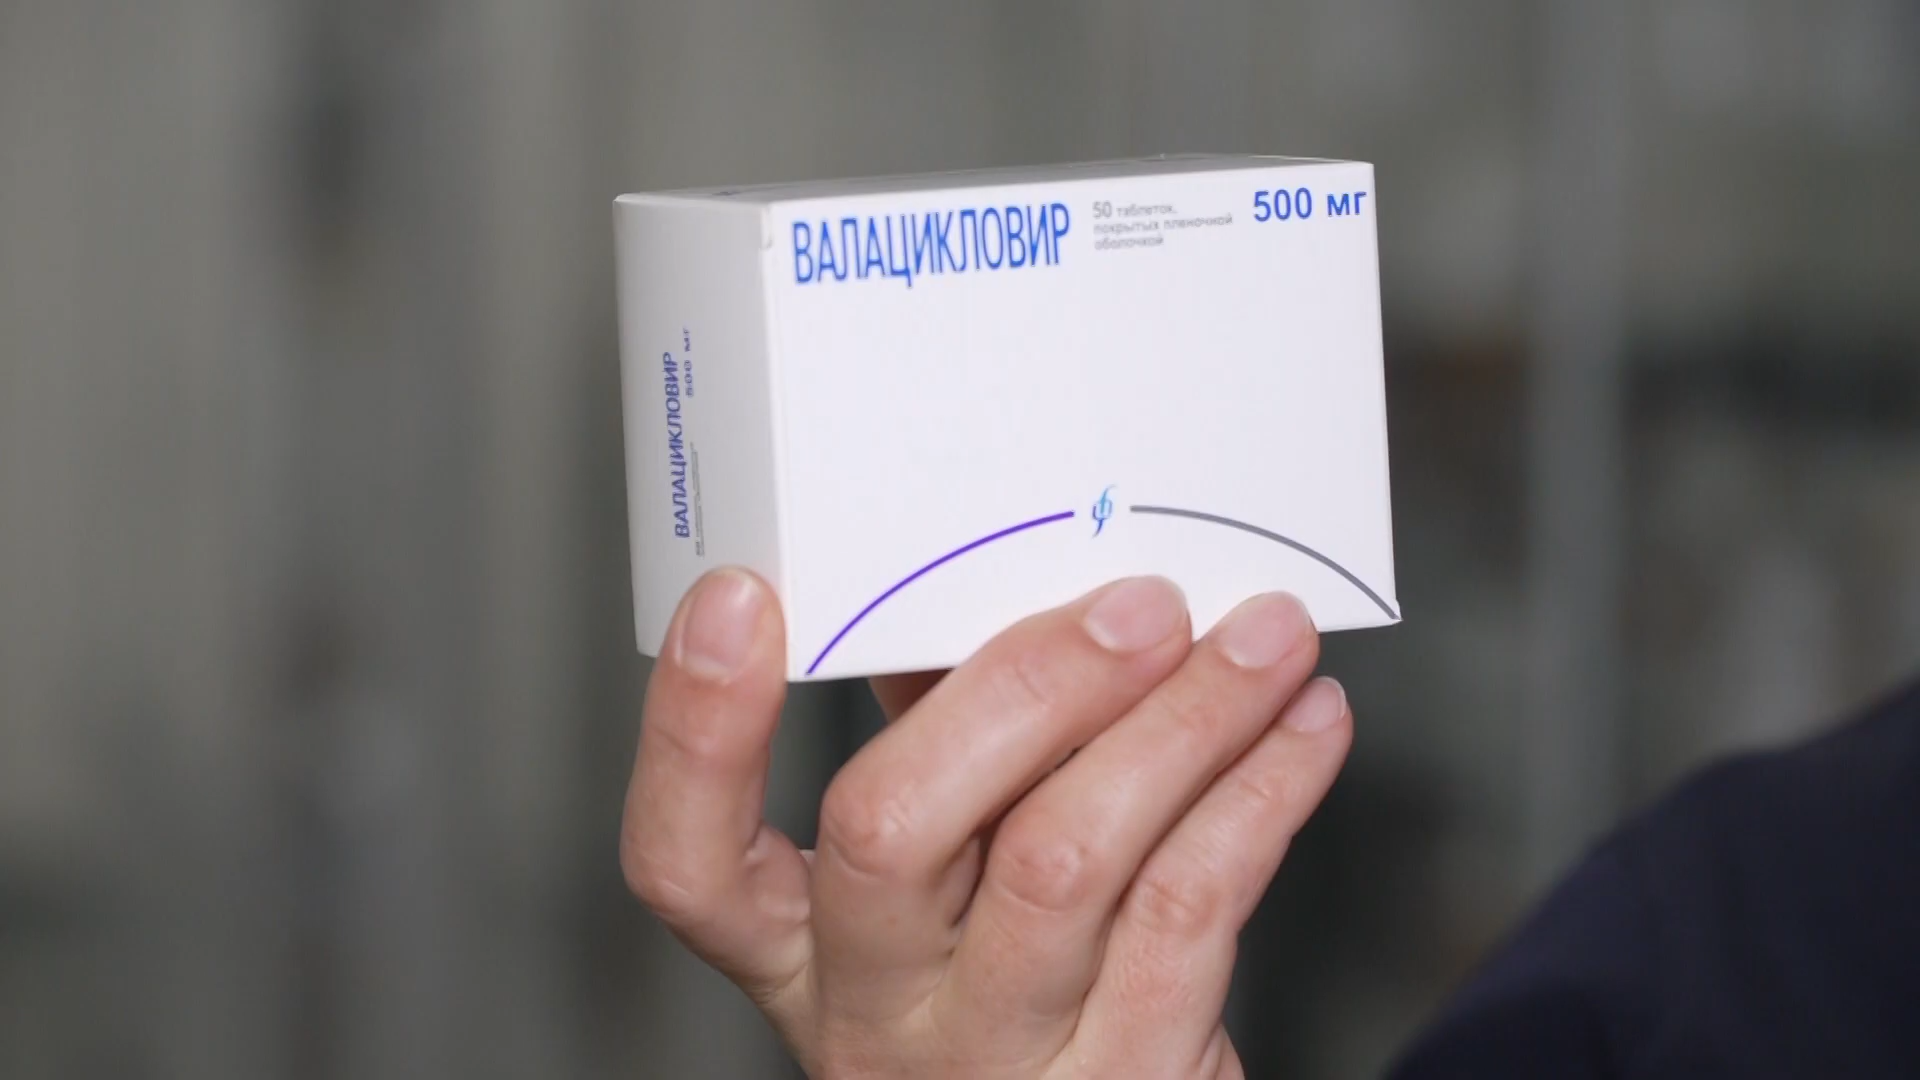 ВАЛАЦИКЛОВИР
50 таблеток,
покрытых пленочной
оболочкой
500 мг
ВАЛАЦИКЛОВИР
500 мг